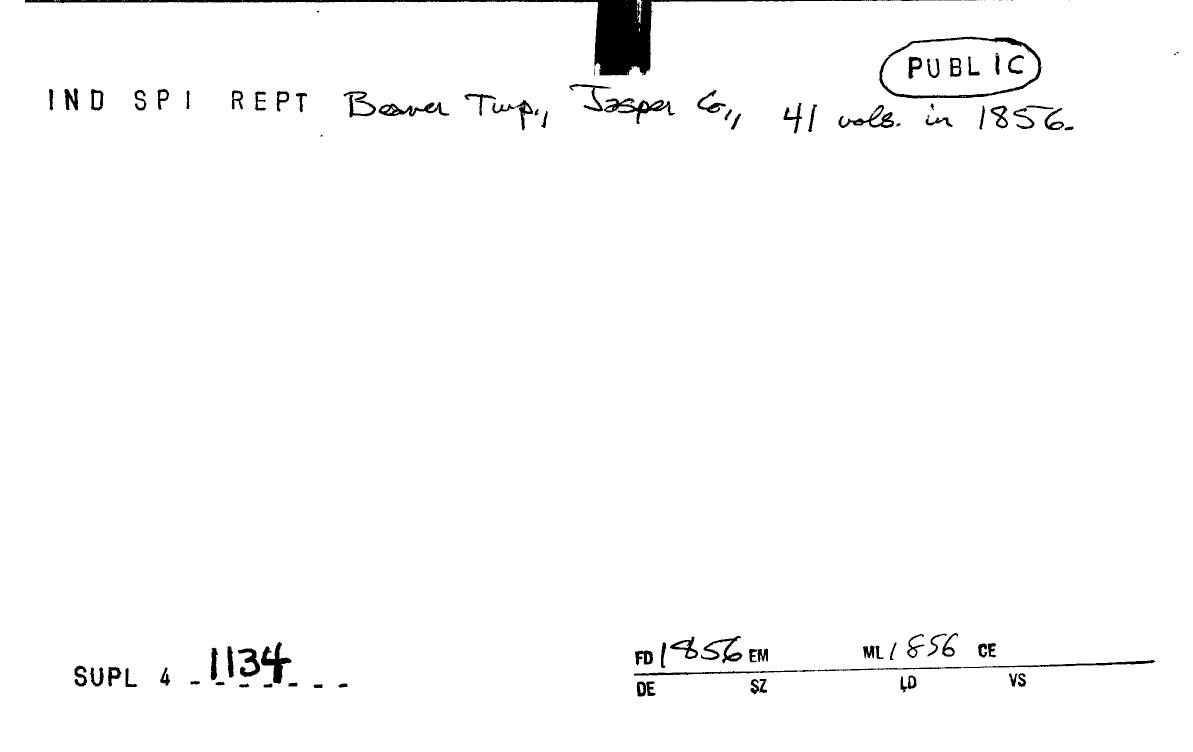 PUBLIC
IND SPI REPT Beaver Twp., Jasper Co., 41 vols. in 1856.
SUPL 4 - 1134 - - -
FD 1856 EM ML 1856 CE
DE SZ LD VS